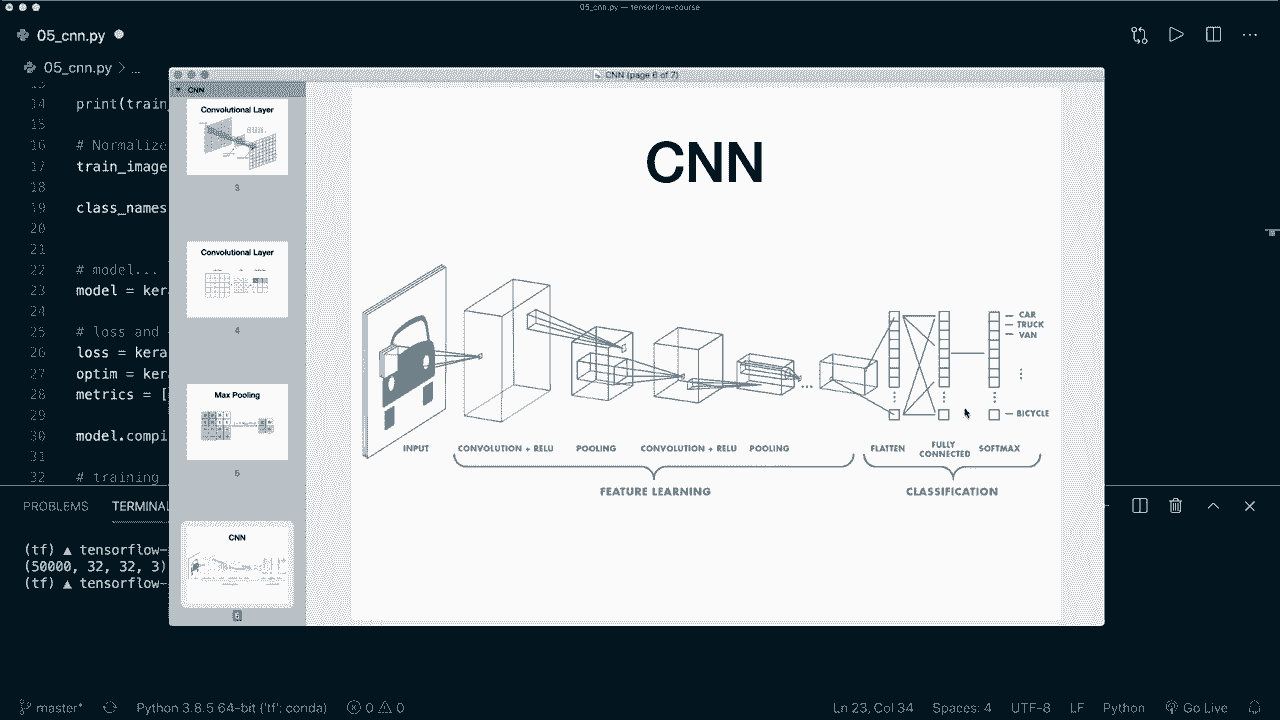 05_cnn.py — tensorflow-course
05_cnn.py
05_cnn.py > ...
CNN (page 6 of 7)
CNN
14 print(train
15
16 # Normalize
17 train_image
18
19 class_names
20
21
22 # model...
23 model = ker
24
25 # loss and
26 loss = kera
27 optim = ker
28 metrics = [
29
30 model.compi
31
32 # training
Convolutional Layer
3
Convolutional Layer
4
Max Pooling
5
CNN
6
CNN
CAR
TRUCK
VAN
BICYCLE
INPUT CONVOLUTION + RELU POOLING CONVOLUTION + RELU POOLING FLATTEN FULLY CONNECTED SOFTMAX
FEATURE LEARNING CLASSIFICATION
PROBLEMS TERMINAL
(tf) ▲ tensorflow-
(50000, 32, 32, 3)
(tf) ▲ tensorflow-
master* Python 3.8.5 64-bit ('tf': conda) 0 0 Ln 23, Col 34 Spaces: 4 UTF-8 LF Python Go Live